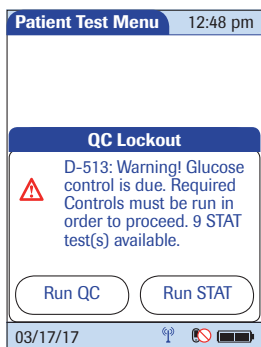 Patient Test Menu 12:48 pm
QC Lockout
D-513: Warning! Glucose
control is due. Required
Controls must be run in
order to proceed. 9 STAT
test(s) available.
Run QC Run STAT
03/17/17